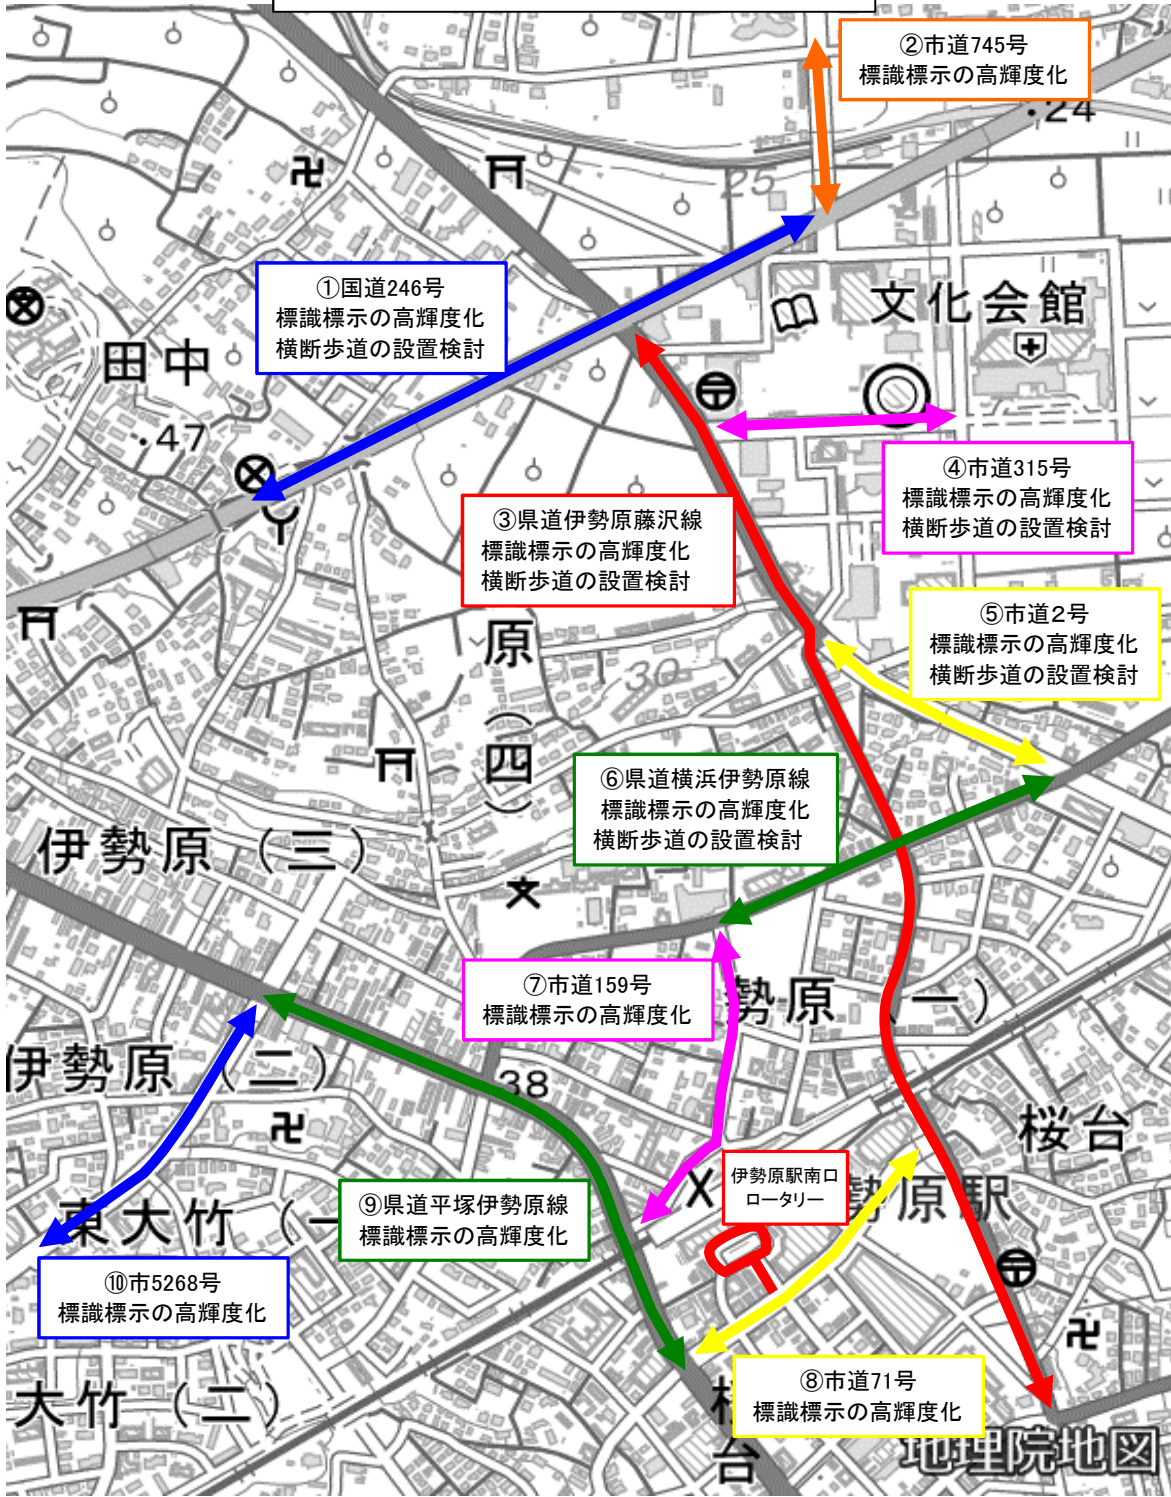 ②市道745号
標識標示の高輝度化
・24
25
①国道246号
標識標示の高輝度化
横断歩道の設置検討
文化会館
田中
・47
④市道315号
標識標示の高輝度化
横断歩道の設置検討
③県道伊勢原藤沢線
標識標示の高輝度化
横断歩道の設置検討
⑤市道2号
標識標示の高輝度化
横断歩道の設置検討
原(四)
30
⑥県道横浜伊勢原線
標識標示の高輝度化
横断歩道の設置検討
伊勢原(三)
⑦市道159号
標識標示の高輝度化
勢原(一)
伊勢原(二)
38
桜台
伊勢原駅南口
ロータリー
勢原駅
⑨県道平塚伊勢原線
標識標示の高輝度化
東大竹(一
⑩市5268号
標識標示の高輝度化
⑧市道71号
標識標示の高輝度化
大竹(二)
桜台
地理院地図